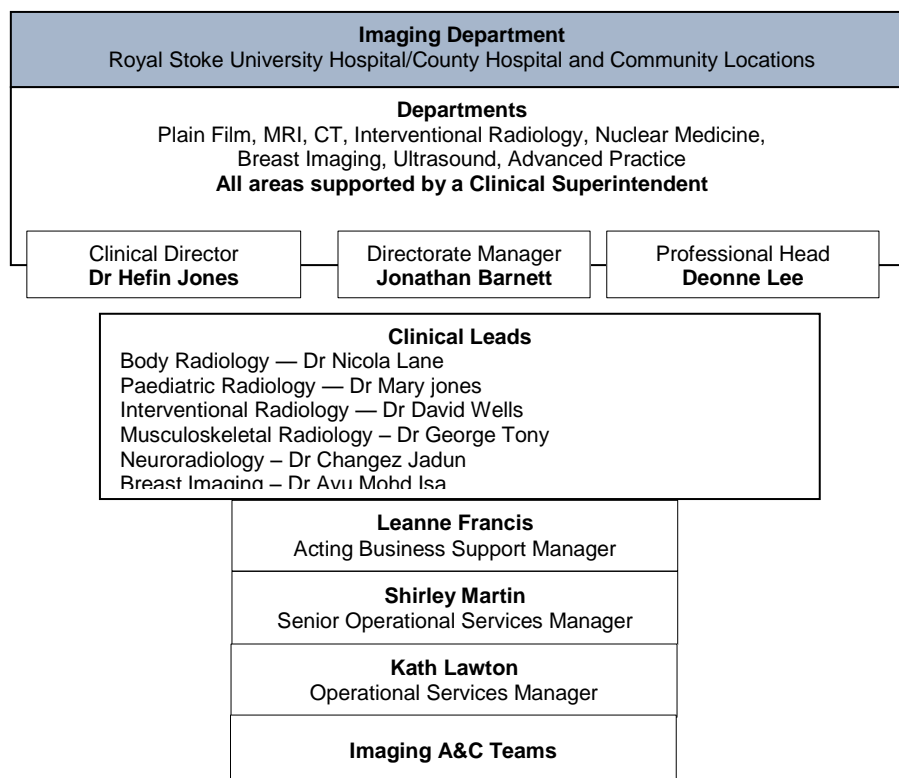 Imaging Department
Royal Stoke University Hospital/County Hospital and Community Locations
Departments
Plain Film, MRI, CT, Interventional Radiology, Nuclear Medicine,
Breast Imaging, Ultrasound, Advanced Practice
All areas supported by a Clinical Superintendent
Clinical Director
Dr Hefin Jones
Directorate Manager
Jonathan Barnett
Professional Head
Deonne Lee
Clinical Leads
Body Radiology — Dr Nicola Lane
Paediatric Radiology — Dr Mary jones
Interventional Radiology — Dr David Wells
Musculoskeletal Radiology – Dr George Tony
Neuroradiology – Dr Changez Jadun
Breast Imaging – Dr Ayu Mohd Isa
Leanne Francis
Acting Business Support Manager
Shirley Martin
Senior Operational Services Manager
Kath Lawton
Operational Services Manager
Imaging A&C Teams